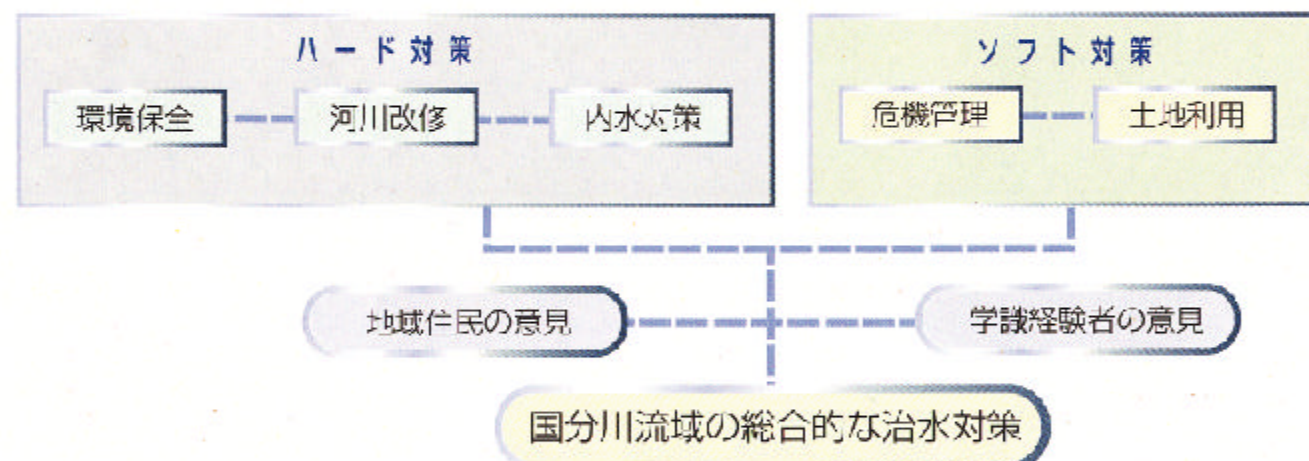 ハード対策
環境保全
河川改修
内水対策
ソフト対策
危機管理
土地利用
地域住民の意見
学識経験者の意見
国分川流域の総合的な治水対策